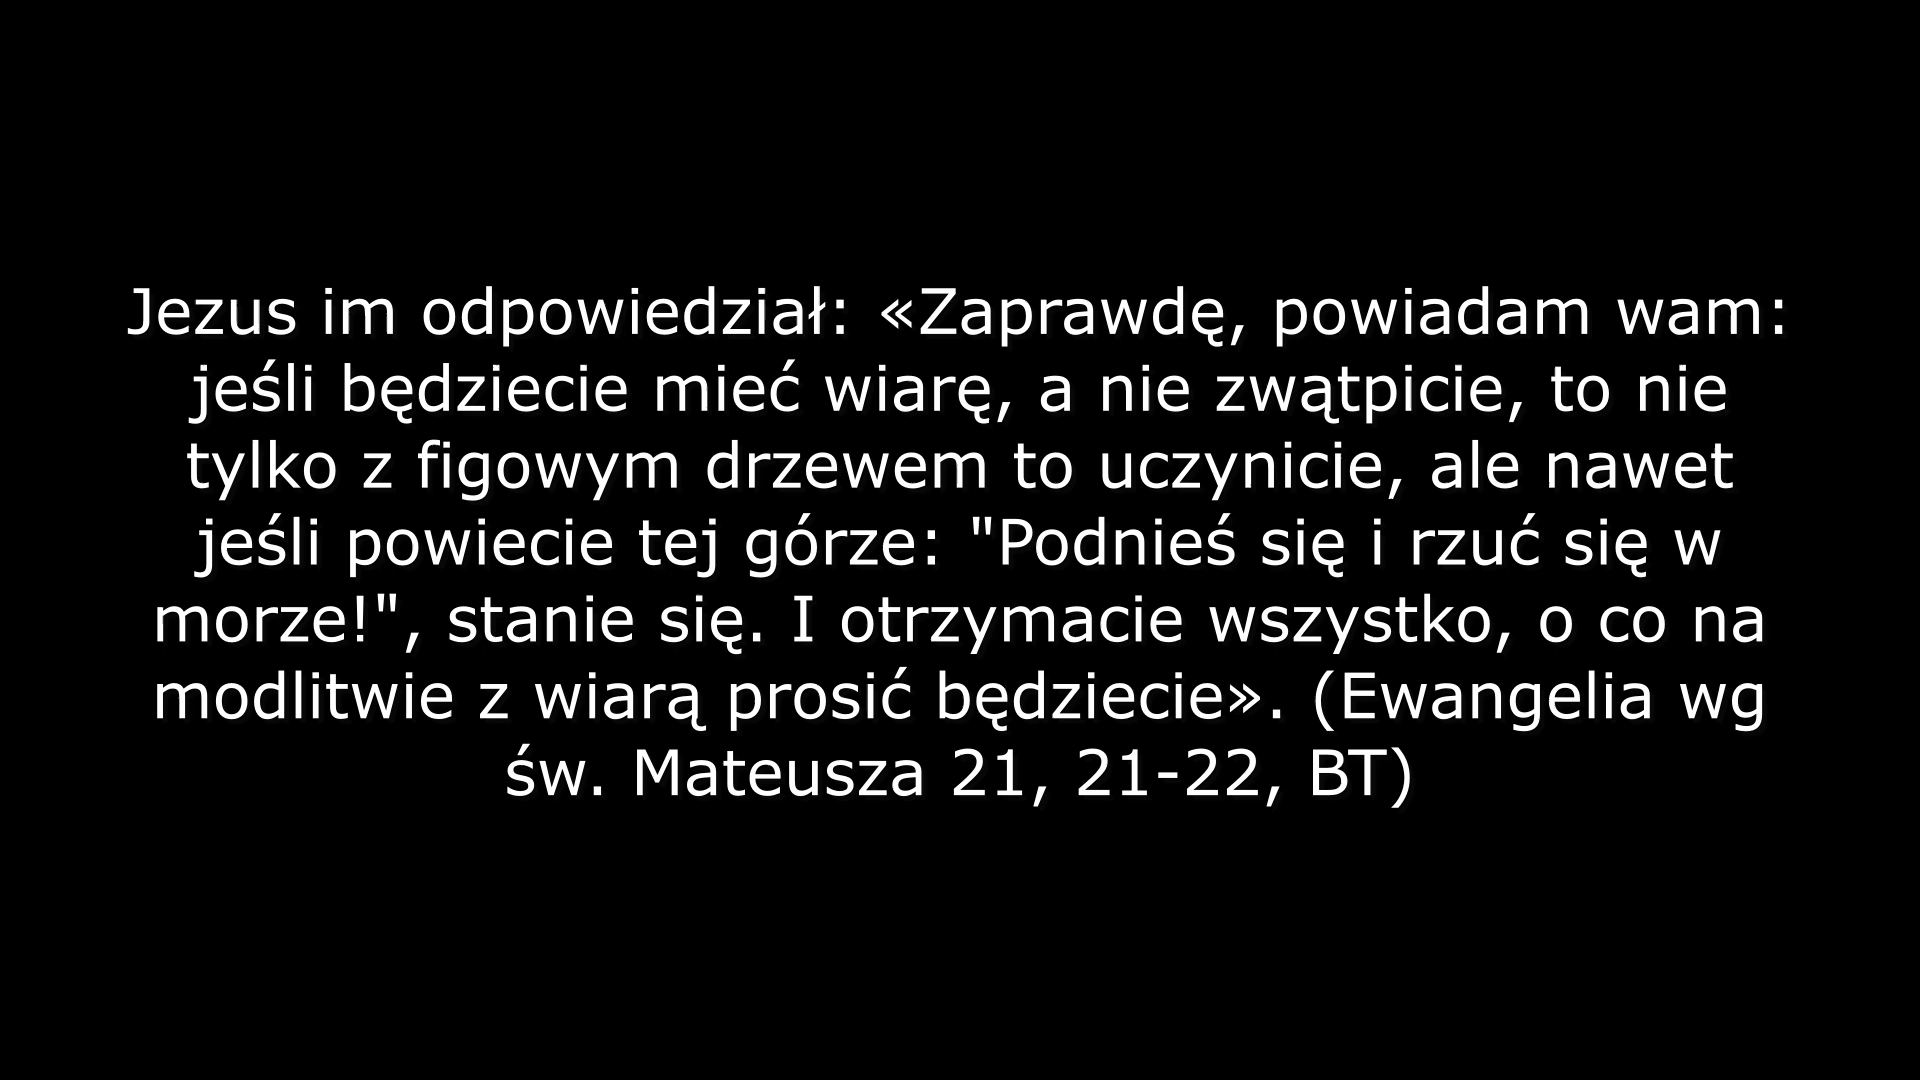 Jezus im odpowiedział: «Zaprawdę, powiadam wam:
jeśli będziecie mieć wiarę, a nie zwątpicie, to nie
tylko z figowym drzewem to uczynicie, ale nawet
jeśli powiecie tej górze: "Podnieś się i rzuć się w
morze!", stanie się. I otrzymacie wszystko, o co na
modlitwie z wiarą prosić będziecie». (Ewangelia wg
św. Mateusza 21, 21-22, BT)